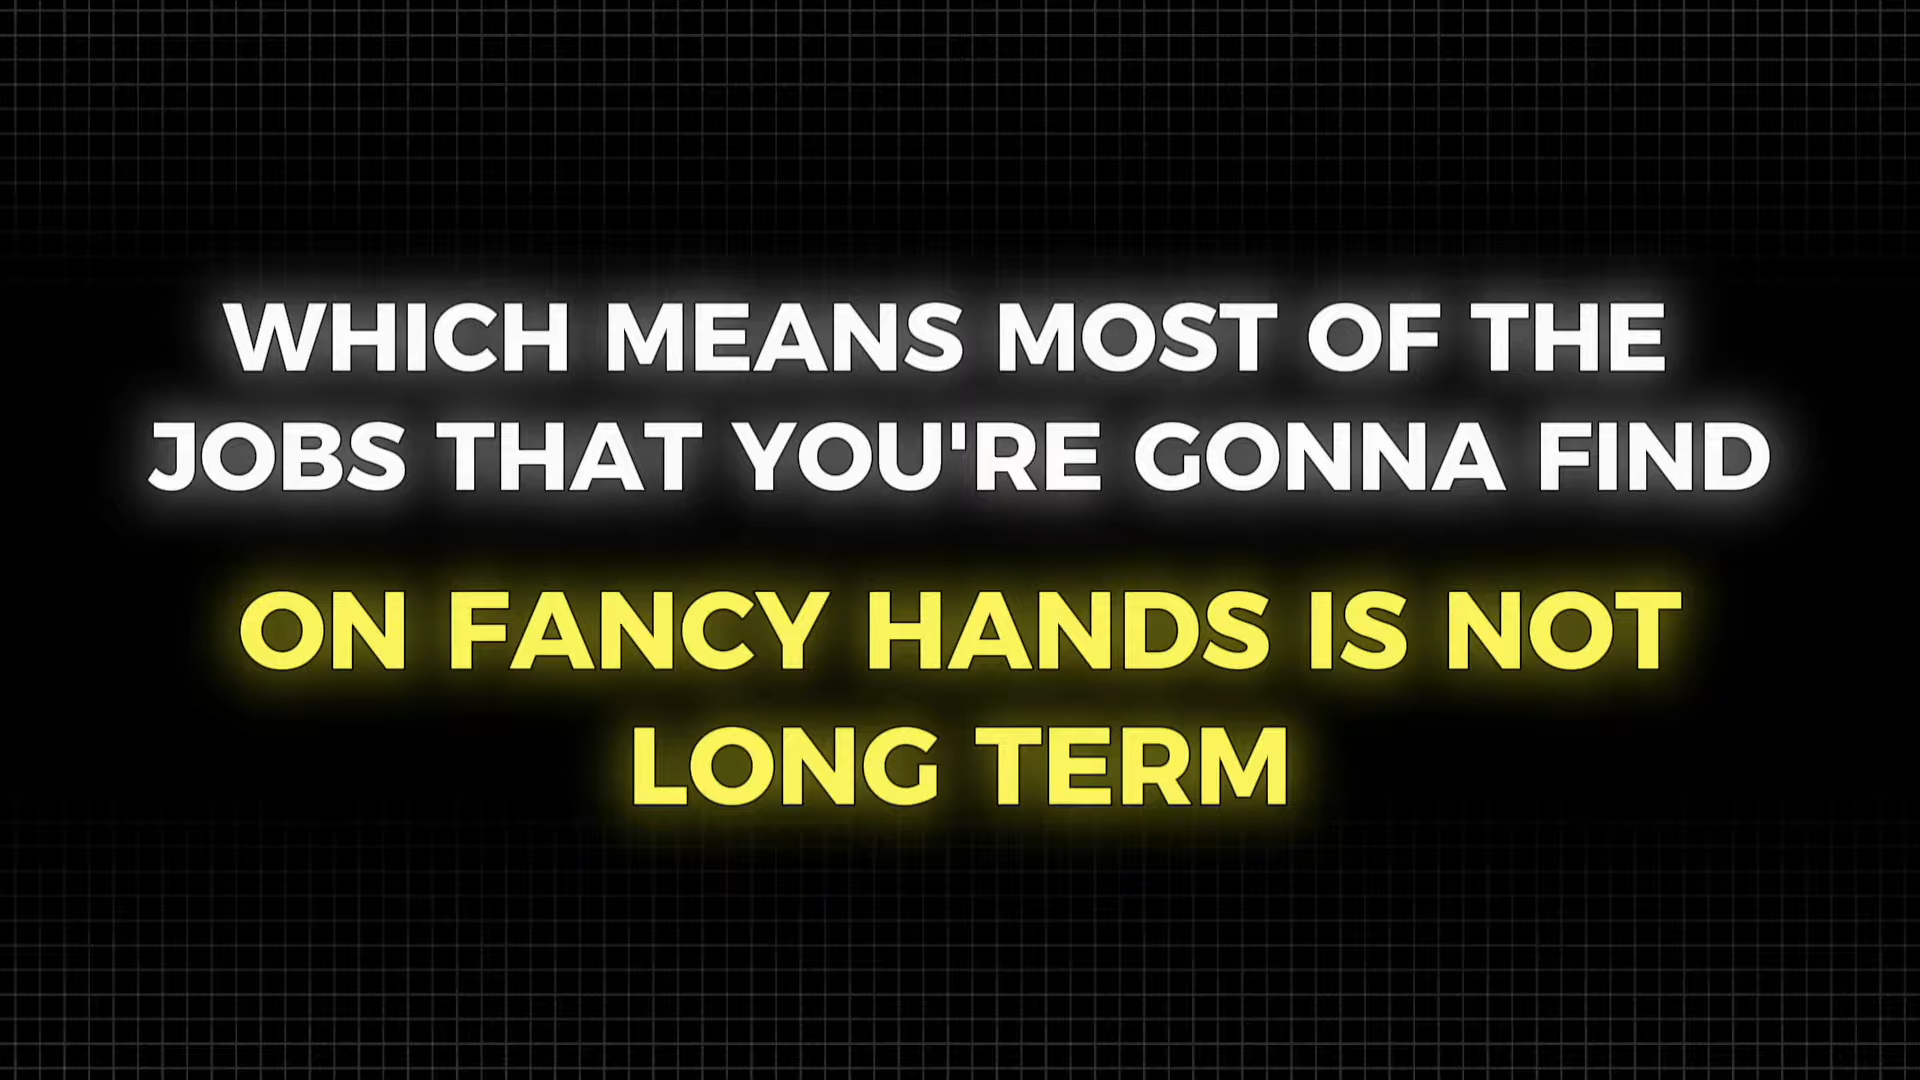 WHICH MEANS MOST OF THE
JOBS THAT YOU'RE GONNA FIND
ON FANCY HANDS IS NOT
LONG TERM